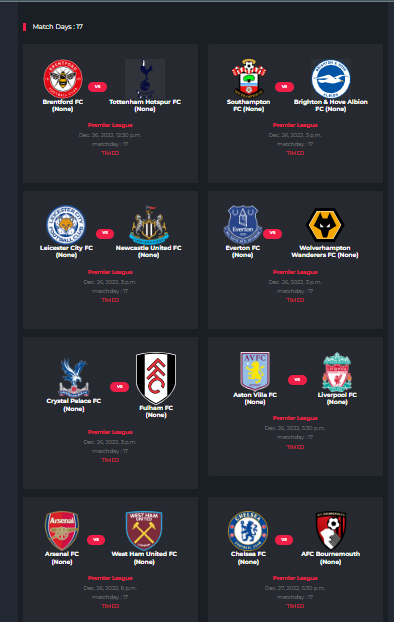 Match Days : 17
VS
Brentford FC
(None)
Tottenham Hotspur FC
(None)
Premier League
Dec. 26, 2022, 12:30 p.m.
matchday : 17
TIMED
VS
Southampton
FC (None)
Brighton & Hove Albion
FC (None)
Premier League
Dec. 26, 2022, 3 p.m.
matchday : 17
TIMED
VS
Leicester City FC
(None)
Newcastle United FC
(None)
Premier League
Dec. 26, 2022, 3 p.m.
matchday : 17
TIMED
Everton
VS
Everton FC
(None)
Wolverhampton
Wanderers FC (None)
Premier League
Dec. 26, 2022, 3 p.m.
matchday : 17
TIMED
VS
Crystal Palace FC
(None)
Fulham FC
(None)
Premier League
Dec. 26, 2022, 3 p.m.
matchday : 17
TIMED
AVFC
VS
Aston Villa FC
(None)
Liverpool FC
(None)
Premier League
Dec. 26, 2022, 5:30 p.m.
matchday : 17
TIMED
Arsenal
VS
WEST HAM
UNITED
Arsenal FC
(None)
West Ham United FC
(None)
Premier League
Dec. 26, 2022, 8 p.m.
matchday : 17
TIMED
CHELSEA
VS
Chelsea FC
(None)
AFC Bournemouth
(None)
Premier League
Dec. 27, 2022, 5:30 p.m.
matchday : 17
TIMED